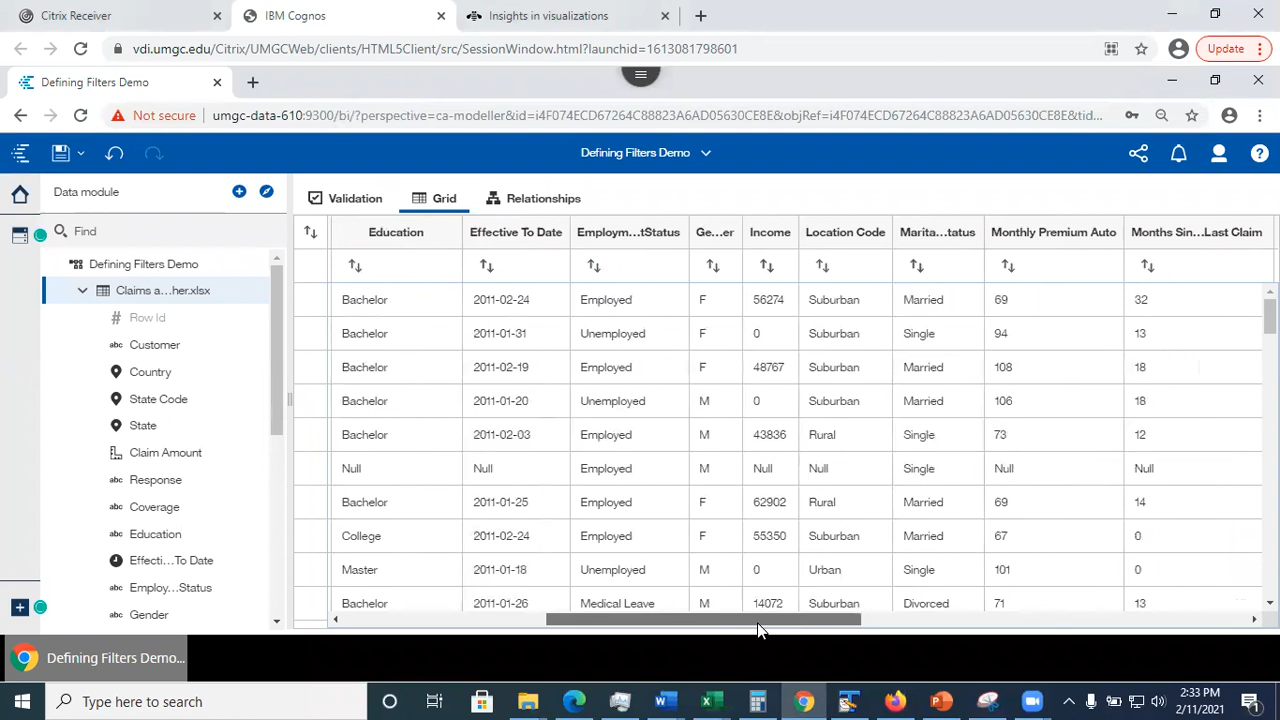 Citrix Receiver
IBM Cognos
Insights in visualizations
vdi.umgc.edu/Citrix/UMGCWeb/clients/HTML5Client/src/SessionWindow.html?launchid=1613081798601
Update
Defining Filters Demo
Not secure
umgc-data-610:9300/bi/?perspective=ca-modeller&id=i4F074ECD67264C88823A6AD05630CE8E&objRef=i4F074ECD67264C88823A6AD05630CE8E&tid...
Defining Filters Demo
Data module
Validation
Grid
Relationships
Find
Defining Filters Demo
Claims a...her.xlsx
# Row Id
abc Customer
Country
State Code
State
Claim Amount
abc Response
abc Coverage
abc Education
Effecti...To Date
abc Employ...Status
abc Gender
Education Effective To Date Employm...tStatus Ge...er Income Location Code Marita...tatus Monthly Premium Auto Months Sin...Last Claim
Bachelor 2011-02-24 Employed F 56274 Suburban Married 69 32
Bachelor 2011-01-31 Unemployed F 0 Suburban Single 94 13
Bachelor 2011-02-19 Employed F 48767 Suburban Married 108 18
Bachelor 2011-01-20 Unemployed M 0 Suburban Married 106 18
Bachelor 2011-02-03 Employed M 43836 Rural Single 73 12
Null Null Employed M Null Null Single Null Null
Bachelor 2011-01-25 Employed F 62902 Rural Married 69 14
College 2011-02-24 Employed F 55350 Suburban Married 67 0
Master 2011-01-18 Unemployed M 0 Urban Single 101 0
Bachelor 2011-01-26 Medical Leave M 14072 Suburban Divorced 71 13
Defining Filters Demo...
Type here to search
2:33 PM
2/11/2021